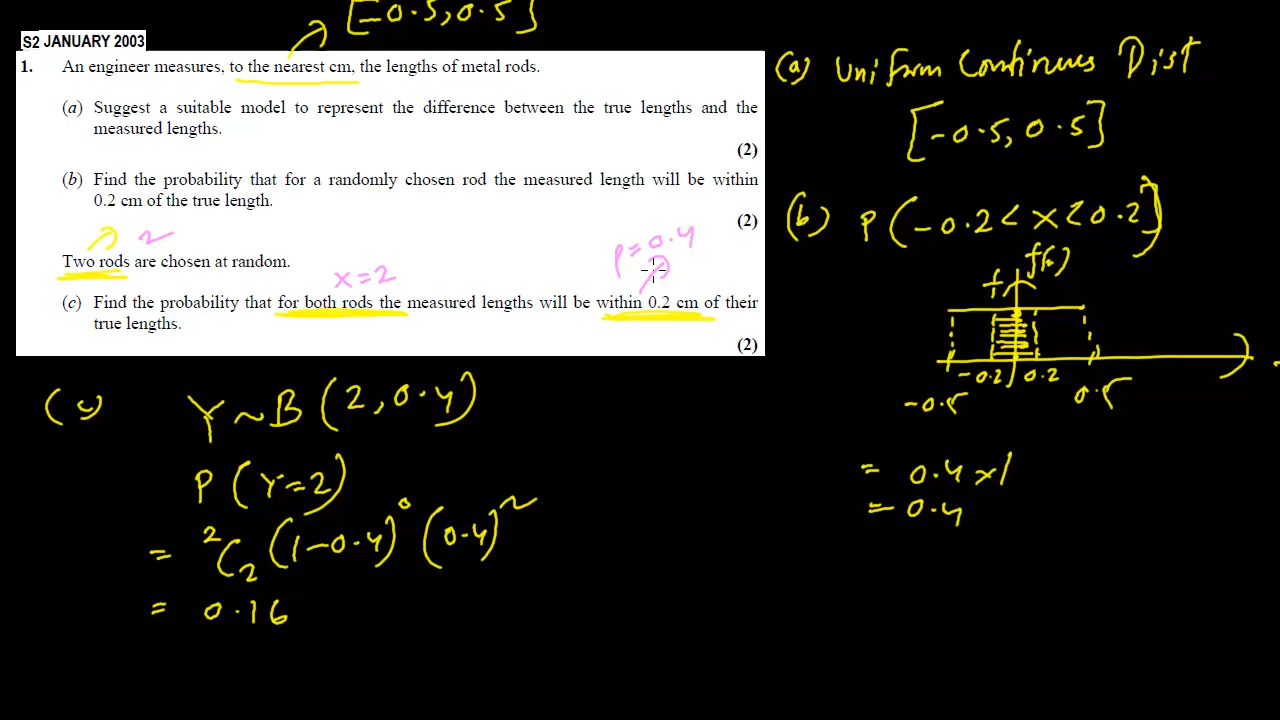 [-0.5, 0.5]
S2 JANUARY 2003
1. An engineer measures, to the nearest cm, the lengths of metal rods.
(a) Suggest a suitable model to represent the difference between the true lengths and the
measured lengths.
(2)
(b) Find the probability that for a randomly chosen rod the measured length will be within
0.2 cm of the true length.
(2)
2
P=0.4
Two rods are chosen at random.
x=2
(c) Find the probability that for both rods the measured lengths will be within 0.2 cm of their
true lengths.
(2)
(c) Y~B(2,0.4)
P(Y=2)
= ²C₂ (1-0.4)⁰ (0.4)²
= 0.16
(a) Uniform Continuous Dist
[-0.5, 0.5]
(b) P(-0.2<x<0.2)
f(x)
1
-0.2 0.2
-0.5 0.5
= 0.4x1
= 0.4